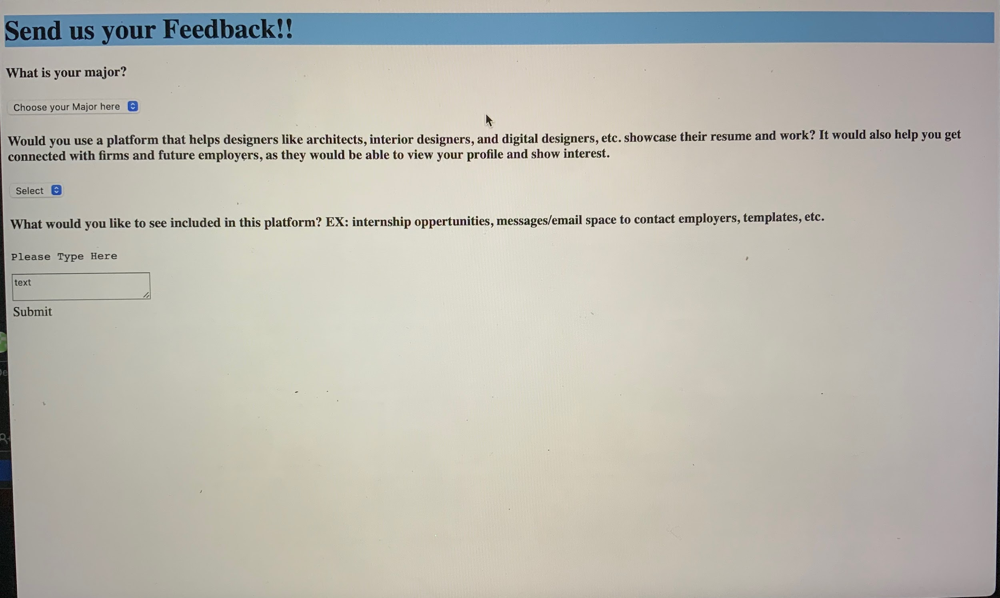 Send us your Feedback!!
What is your major?
Choose your Major here
Would you use a platform that helps designers like architects, interior designers, and digital designers, etc. showcase their resume and work? It would also help you get
connected with firms and future employers, as they would be able to view your profile and show interest.
Select
What would you like to see included in this platform? EX: internship oppertunities, messages/email space to contact employers, templates, etc.
Please Type Here
text
Submit